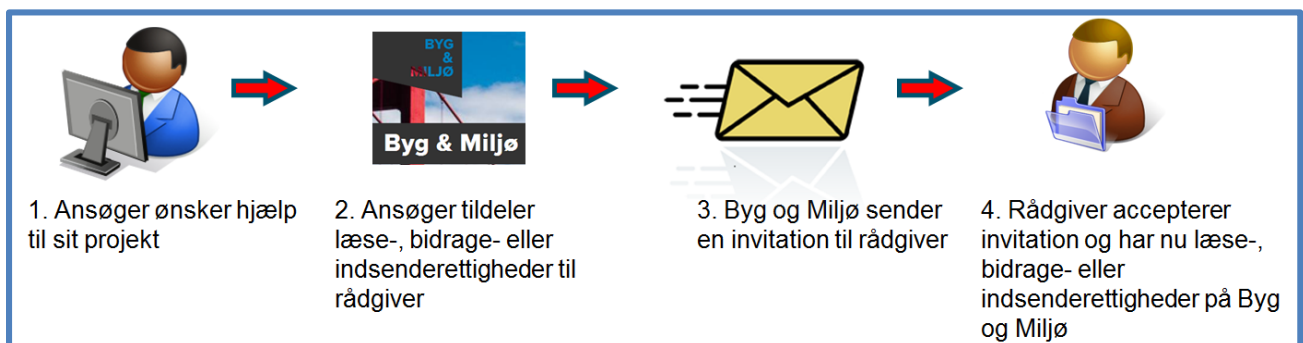 BYG
&
MILJØ
Byg & Miljø
1. Ansøger ønsker hjælp
til sit projekt
2. Ansøger tildeler
læse-, bidrage- eller
indsenderettigheder til
rådgiver
3. Byg og Miljø sender
en invitation til rådgiver
4. Rådgiver accepterer
invitation og har nu læse-,
bidrage- eller
indsenderettigheder på Byg
og Miljø